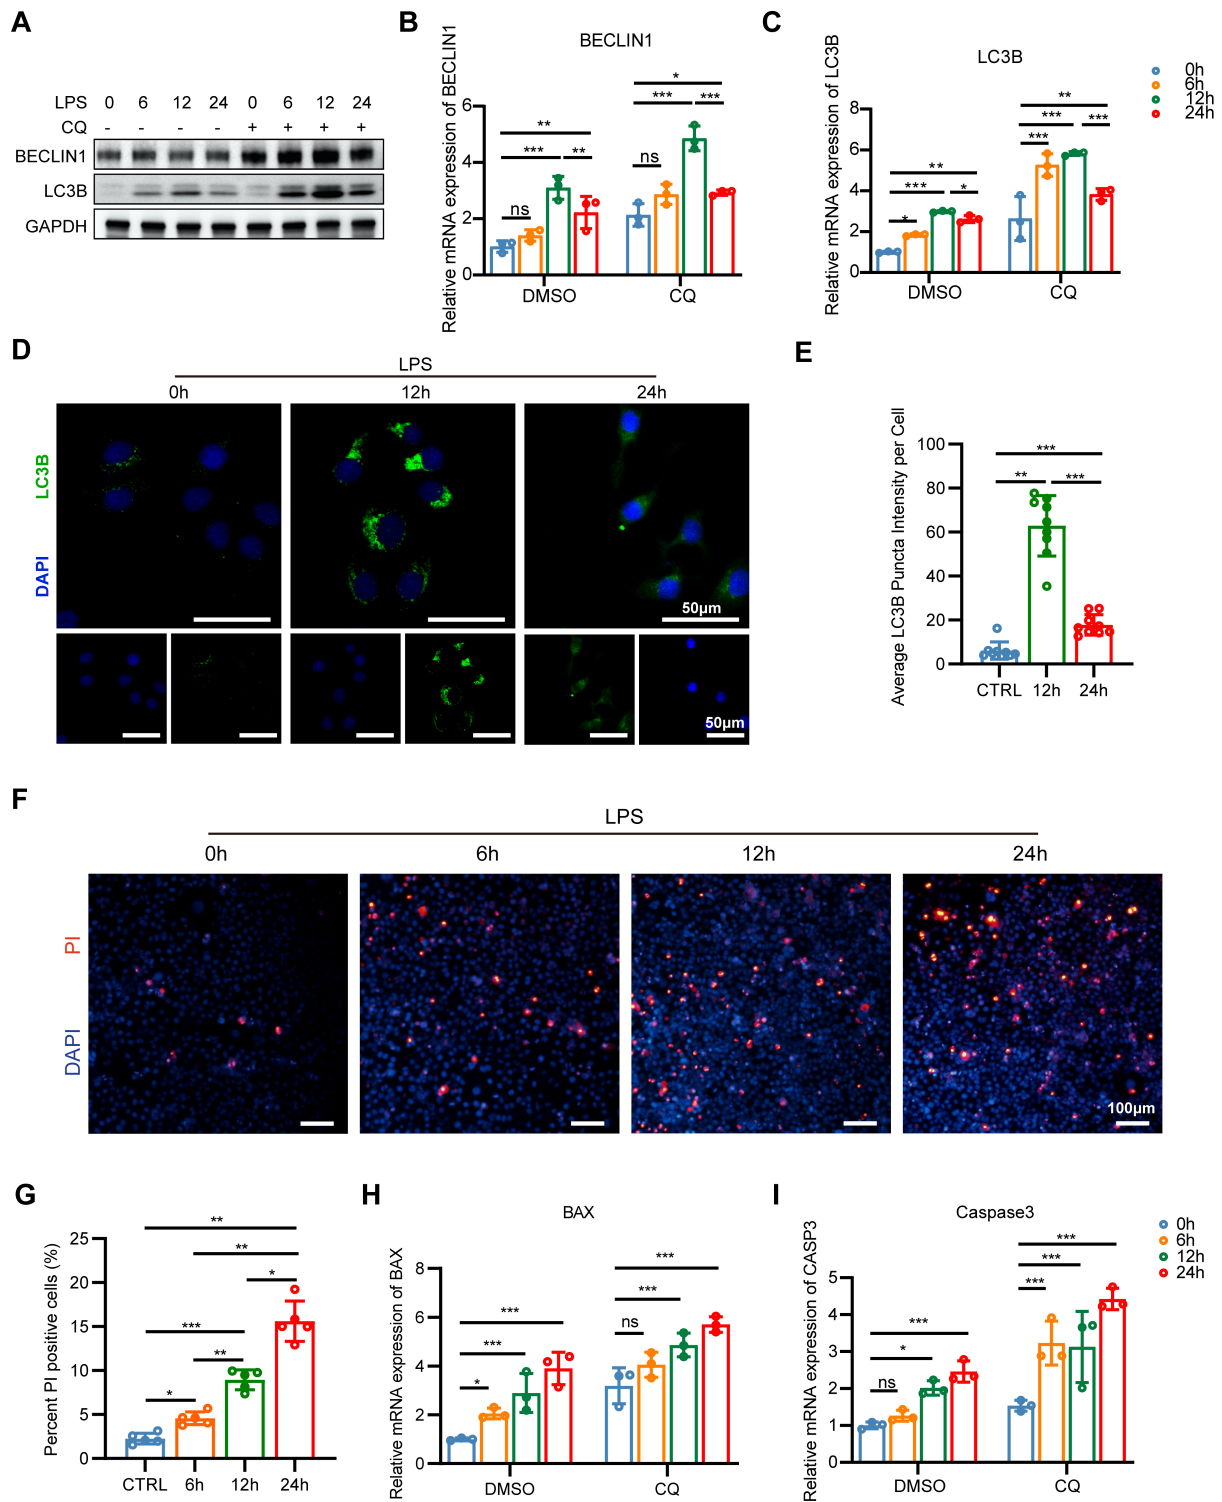 A
LPS 0 6 12 24 0 6 12 24
CQ - - - - + + + +
BECLIN1
LC3B
GAPDH
B
BECLIN1
Relative mRNA expression of BECLIN1
6
4
2
0
ns
***
**
**
ns
***
***
*
DMSO
CQ
C
LC3B
Relative mRNA expression of LC3B
8
6
4
2
0
*
***
*
**
***
***
***
**
DMSO
CQ
0h
6h
12h
24h
D
LPS
0h 12h 24h
LC3B
DAPI
50μm
50μm
E
Average LC3B Puncta Intensity per Cell
100
80
60
40
20
0
***
**
***
CTRL 12h 24h
F
LPS
0h 6h 12h 24h
PI
DAPI
100μm
G
Percent PI positive cells (%)
25
20
15
10
5
0
**
**
*
***
**
*
CTRL 6h 12h 24h
H
BAX
Relative mRNA expression of BAX
8
6
4
2
0
***
***
*
***
***
ns
DMSO
CQ
I
Caspase3
Relative mRNA expression of CASP3
5
4
3
2
1
0
***
*
ns
***
***
***
DMSO
CQ
0h
6h
12h
24h